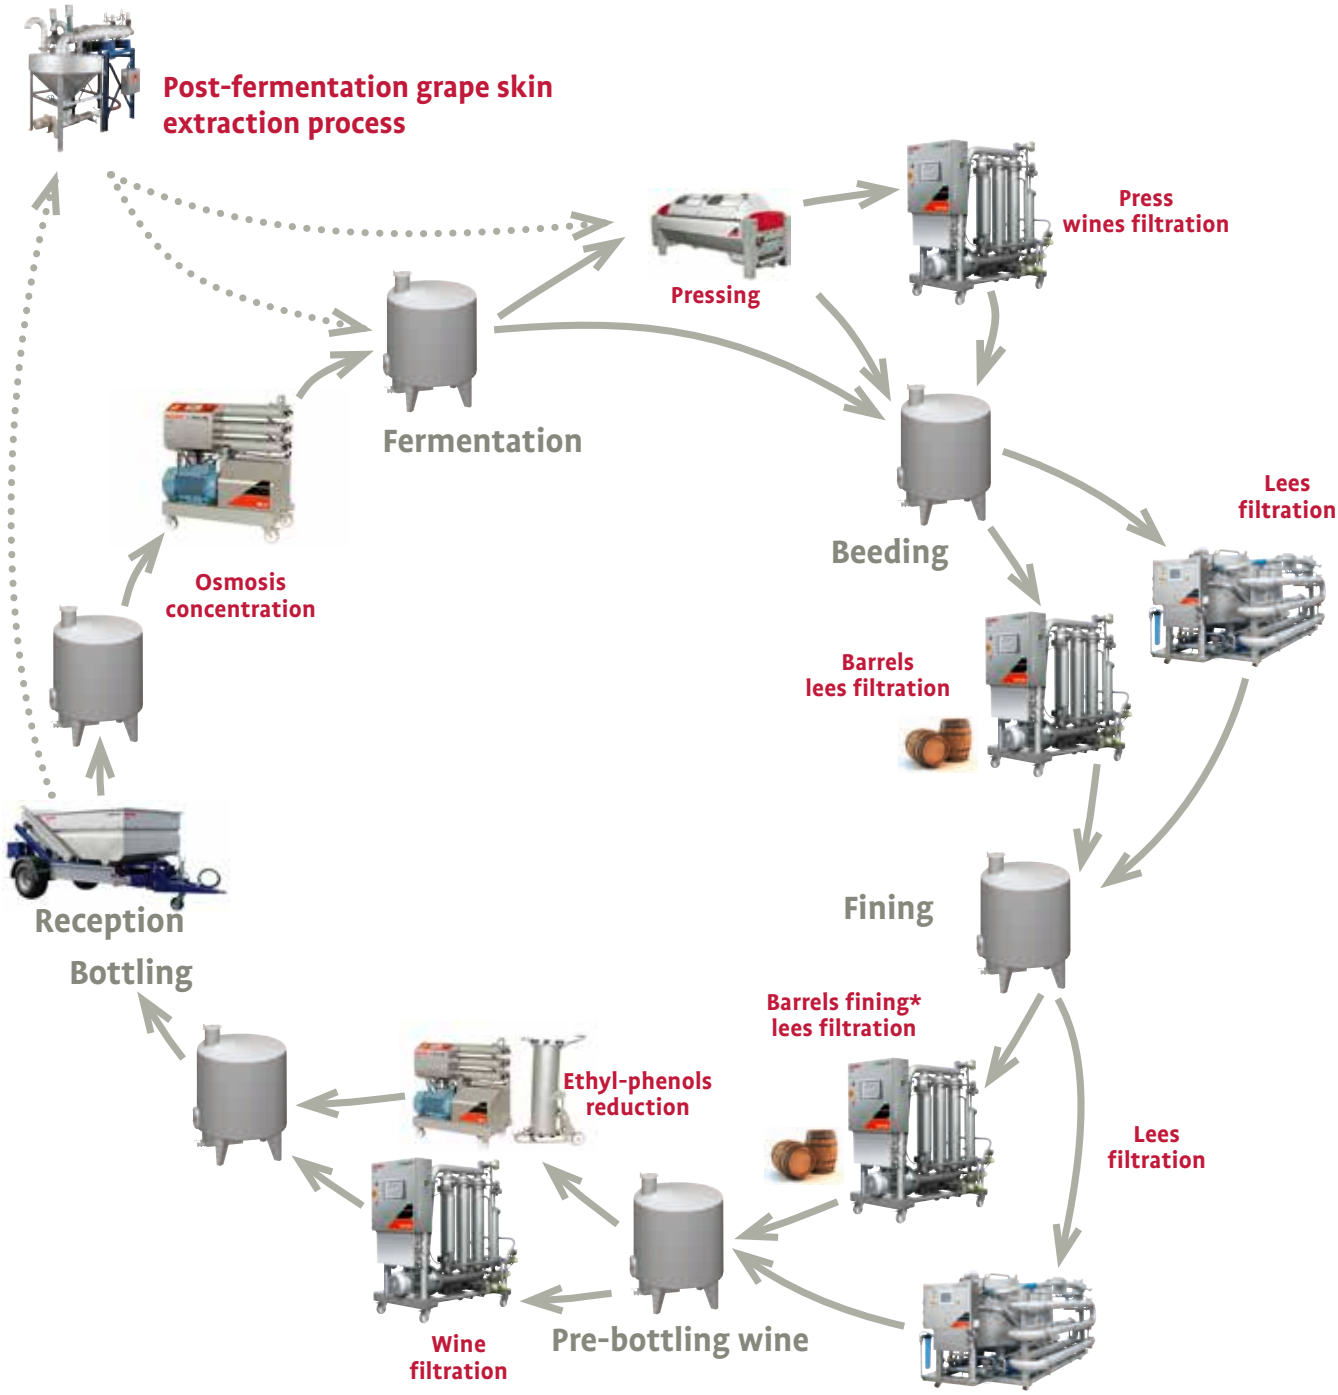 Post-fermentation grape skin
extraction process
Press
wines filtration
Pressing
Fermentation
Lees
filtration
Beeding
Osmosis
concentration
Barrels
lees filtration
Fining
Reception
Bottling
Barrels fining*
lees filtration
Ethyl-phenols
reduction
Lees
filtration
Pre-bottling wine
Wine
filtration